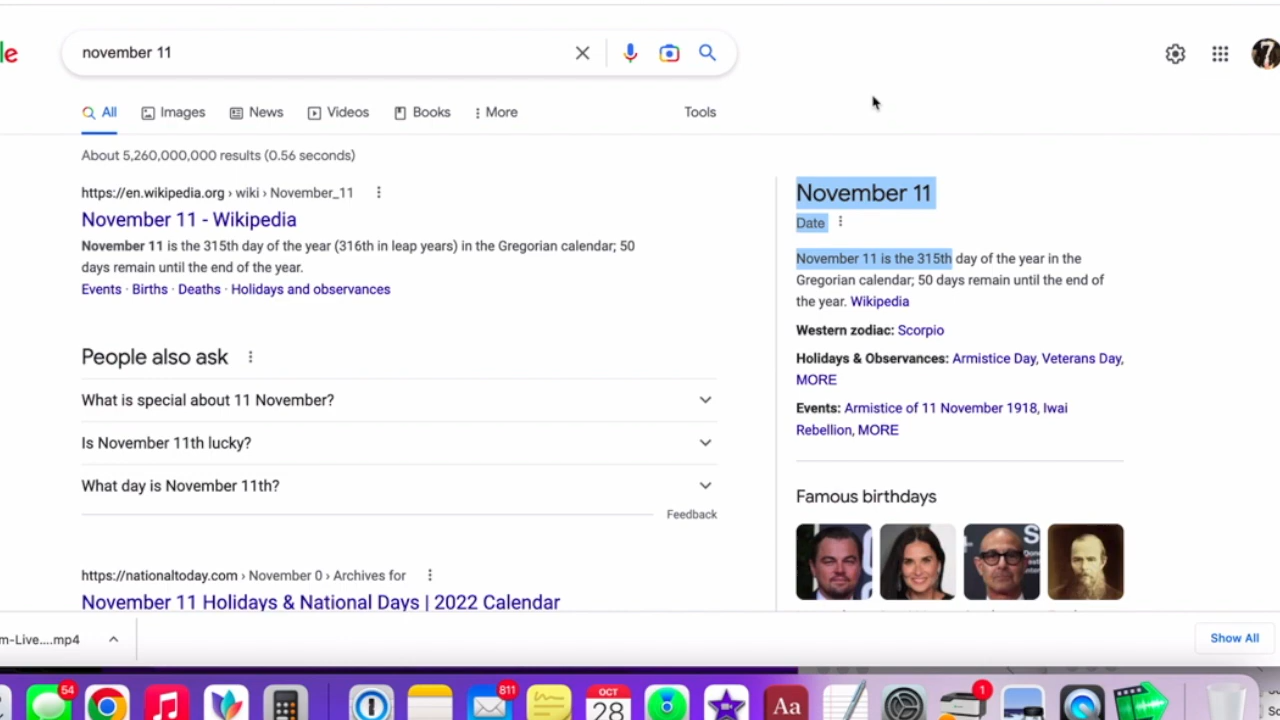 le
november 11
All
Images
News
Videos
Books
More
Tools
About 5,260,000,000 results (0.56 seconds)
https://en.wikipedia.org › wiki › November_11
November 11 - Wikipedia
November 11 is the 315th day of the year (316th in leap years) in the Gregorian calendar; 50
days remain until the end of the year.
Events · Births · Deaths · Holidays and observances
People also ask
What is special about 11 November?
Is November 11th lucky?
What day is November 11th?
Feedback
https://nationaltoday.com › November 0 › Archives for
November 11 Holidays & National Days | 2022 Calendar
November 11
Date
November 11 is the 315th day of the year in the
Gregorian calendar; 50 days remain until the end of
the year. Wikipedia
Western zodiac: Scorpio
Holidays & Observances: Armistice Day, Veterans Day,
MORE
Events: Armistice of 11 November 1918, Iwai
Rebellion, MORE
Famous birthdays
m-Live....mp4
Show All
54
811
OCT
28
Aa
1